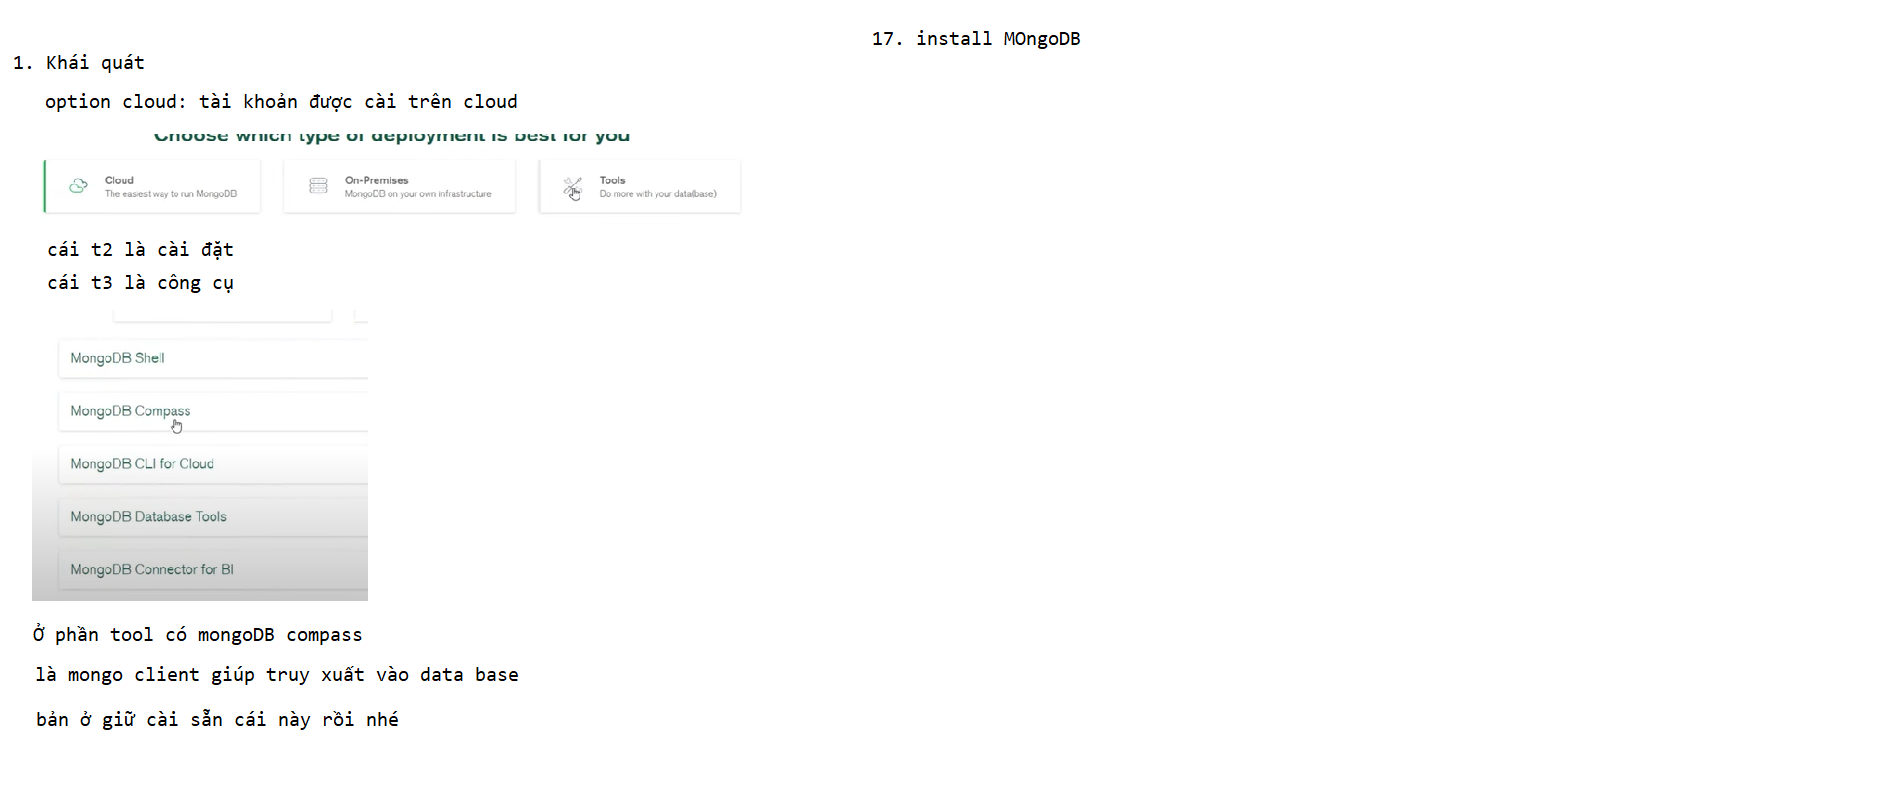 17. install MOngoDB
1. Khái quát
option cloud: tài khoản được cài trên cloud
Choose which type of deployment is best for you
Cloud
The easiest way to run MongoDB
On-Premises
MongoDB on your own infrastructure
Tools
Do more with your data(base)
cái t2 là cài đặt
cái t3 là công cụ
MongoDB Shell
MongoDB Compass
MongoDB CLI for Cloud
MongoDB Database Tools
MongoDB Connector for BI
Ở phần tool có mongoDB compass
là mongo client giúp truy xuất vào data base
bản ở giữ cài sẵn cái này rồi nhé